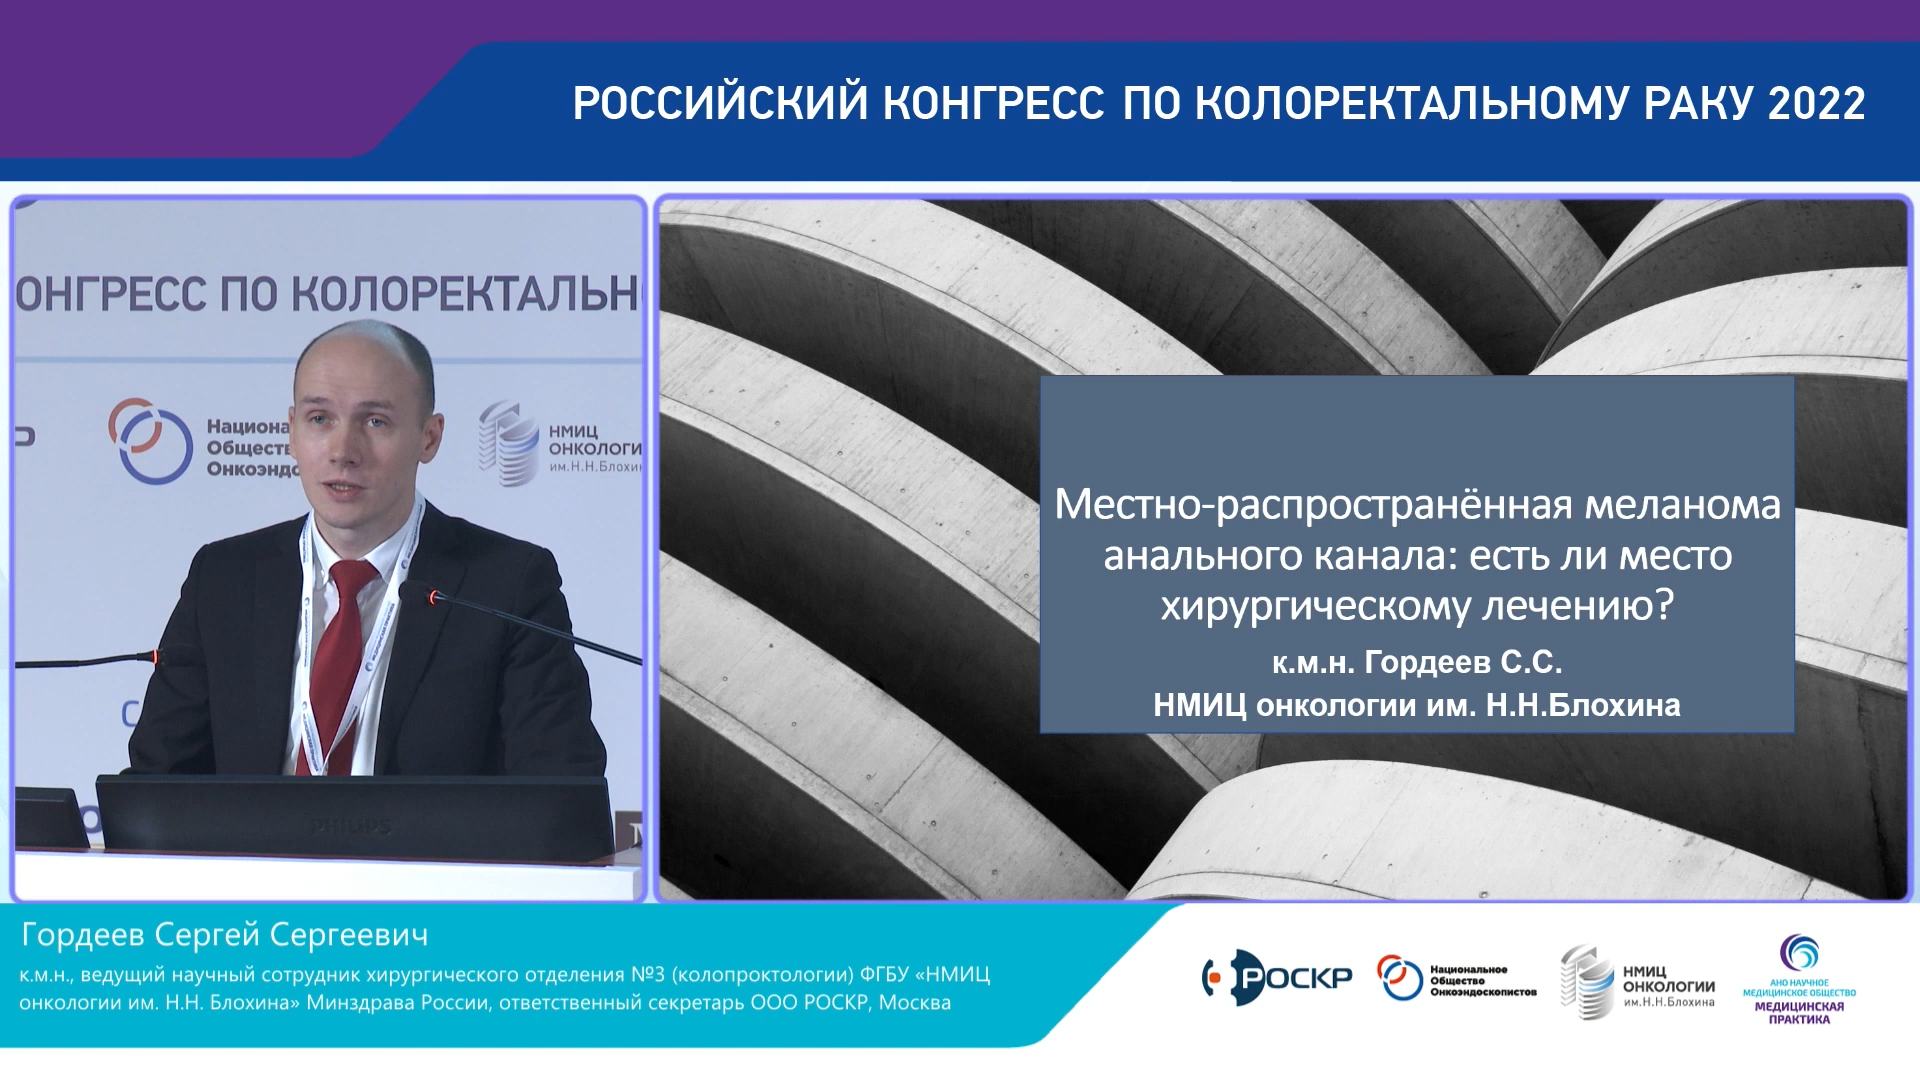 РОССИЙСКИЙ КОНГРЕСС ПО КОЛОРЕКТАЛЬНОМУ РАКУ 2022
ОНГРЕСС ПО КОЛОРЕКТАЛЬН
Национа
Обществ
Онкоэндо
НМИЦ
ОНКОЛОГИ
им.Н.Н.Блохин
PHILIPS
Местно-распространённая меланома
анального канала: есть ли место
хирургическому лечению?
к.м.н. Гордеев С.С.
НМИЦ онкологии им. Н.Н.Блохина
Гордеев Сергей Сергеевич
к.м.н., ведущий научный сотрудник хирургического отделения №3 (колопроктологии) ФГБУ «НМИЦ
онкологии им. Н.Н. Блохина» Минздрава России, ответственный секретарь ООО РОСКР, Москва
РОСКР
Национальное
Общество
Онкоэндоскопистов
НМИЦ
ОНКОЛОГИИ
им.Н.Н.Блохина
АНО НАУЧНОЕ
МЕДИЦИНСКОЕ ОБЩЕСТВО
МЕДИЦИНСКАЯ
ПРАКТИКА